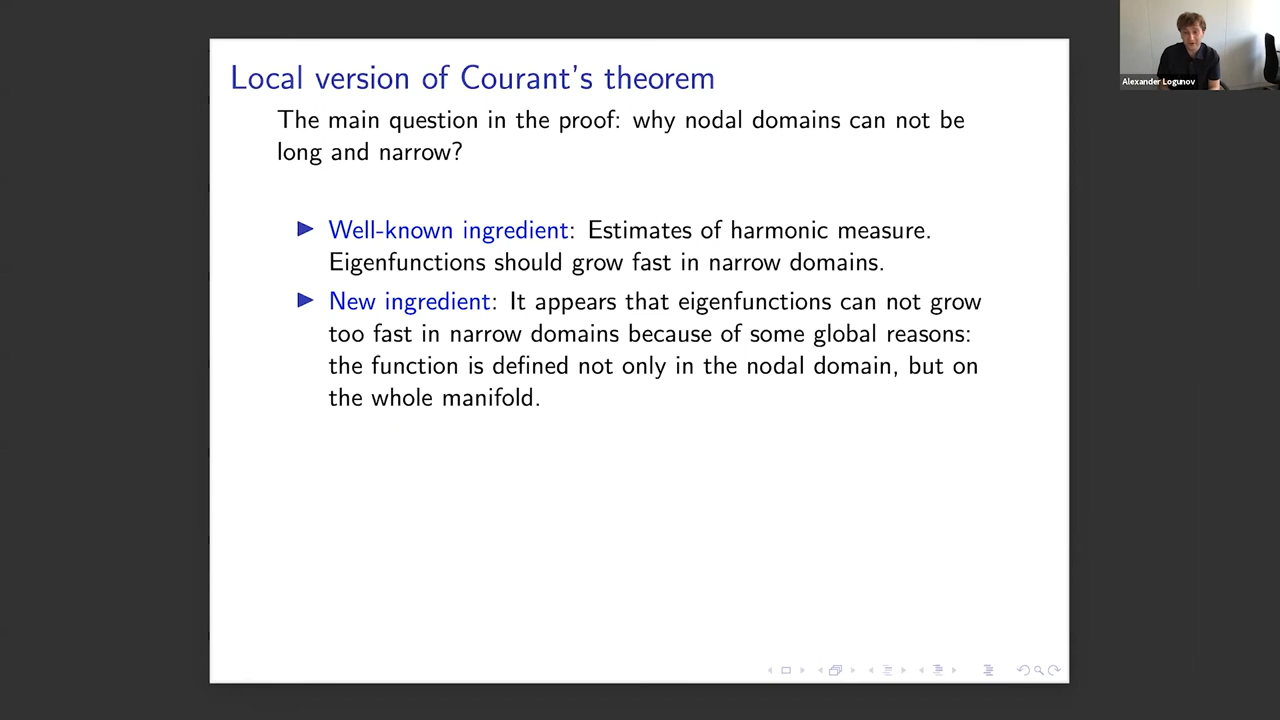 Local version of Courant's theorem
The main question in the proof: why nodal domains can not be
long and narrow?
Well-known ingredient: Estimates of harmonic measure.
Eigenfunctions should grow fast in narrow domains.
New ingredient: It appears that eigenfunctions can not grow
too fast in narrow domains because of some global reasons:
the function is defined not only in the nodal domain, but on
the whole manifold.
Alexander Logunov